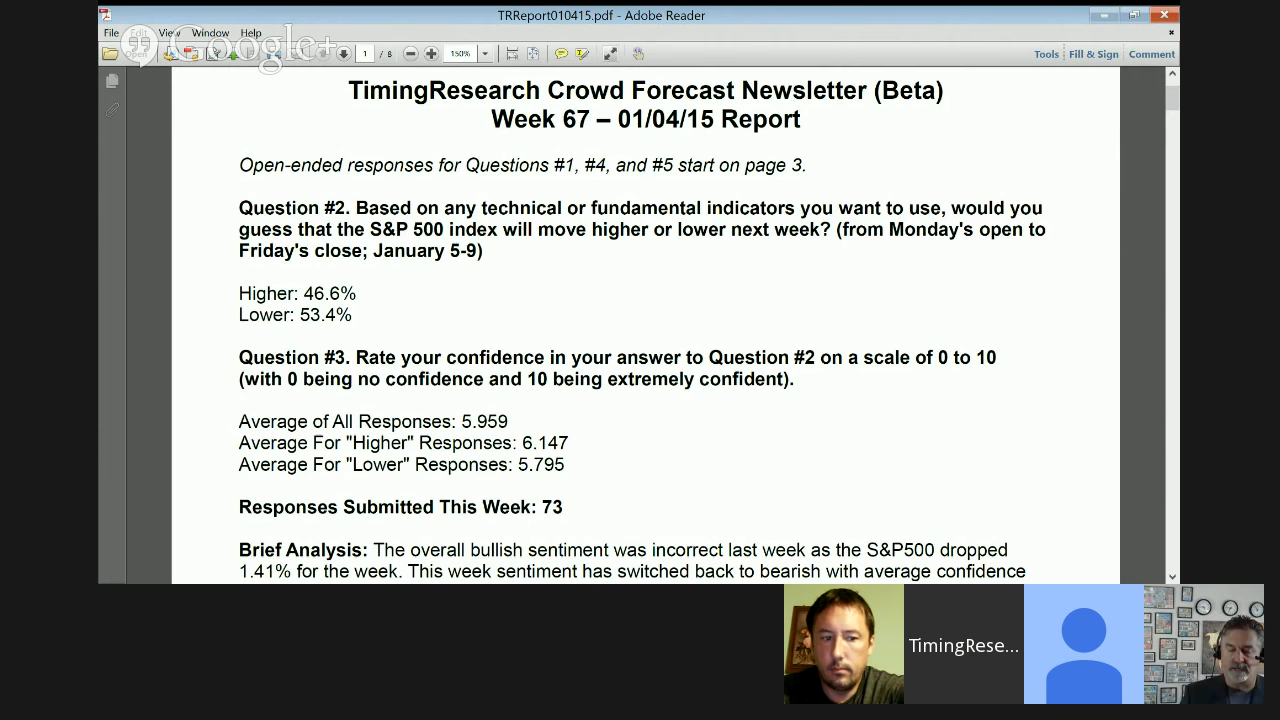 TRReport010415.pdf - Adobe Reader
File Edit View Window Help
Google+
Open 1 / 8 150% Tools Fill & Sign Comment
TimingResearch Crowd Forecast Newsletter (Beta)
Week 67 – 01/04/15 Report
Open-ended responses for Questions #1, #4, and #5 start on page 3.
Question #2. Based on any technical or fundamental indicators you want to use, would you
guess that the S&P 500 index will move higher or lower next week? (from Monday's open to
Friday's close; January 5-9)
Higher: 46.6%
Lower: 53.4%
Question #3. Rate your confidence in your answer to Question #2 on a scale of 0 to 10
(with 0 being no confidence and 10 being extremely confident).
Average of All Responses: 5.959
Average For "Higher" Responses: 6.147
Average For "Lower" Responses: 5.795
Responses Submitted This Week: 73
Brief Analysis: The overall bullish sentiment was incorrect last week as the S&P500 dropped
1.41% for the week. This week sentiment has switched back to bearish with average confidence
TimingRese...